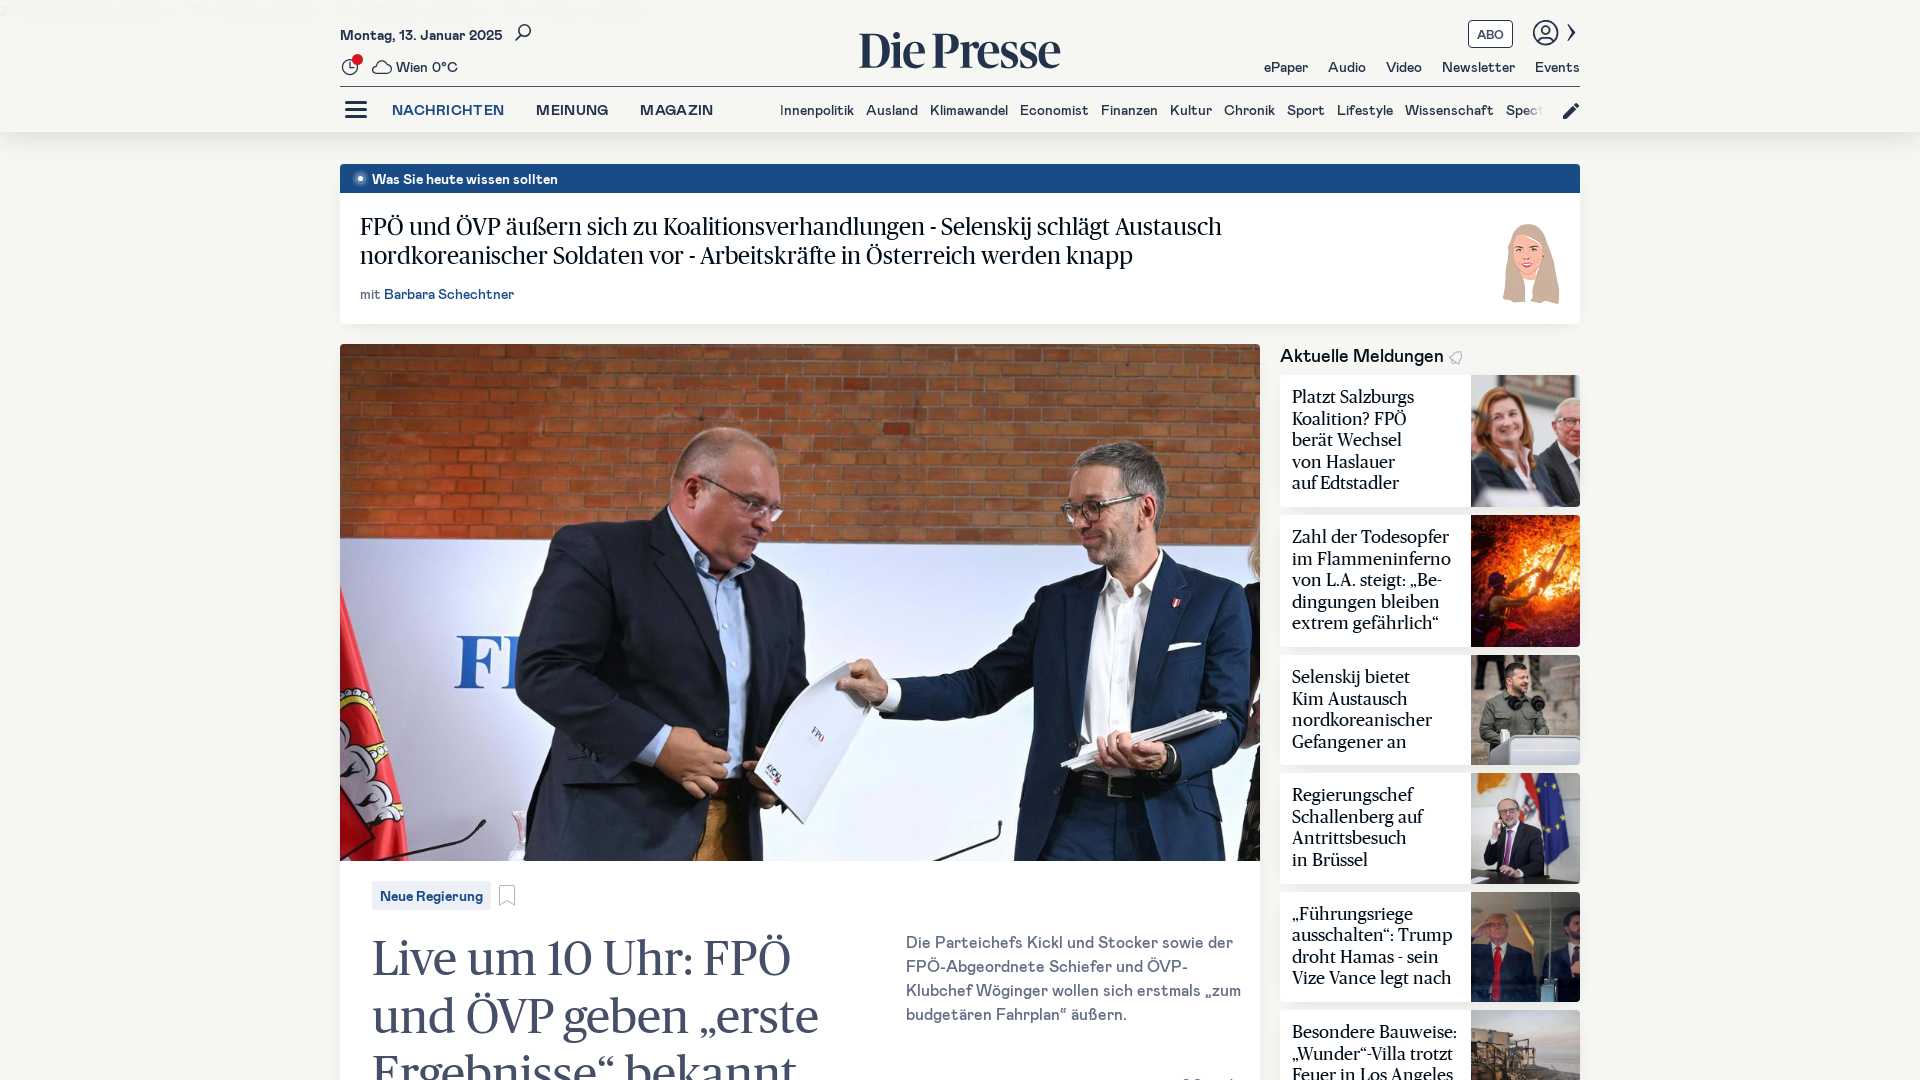 Montag, 13. Januar 2025
Die Presse
ABO
Wien 0°C
ePaper Audio Video Newsletter Events
NACHRICHTEN MEINUNG MAGAZIN
Innenpolitik Ausland Klimawandel Economist Finanzen Kultur Chronik Sport Lifestyle Wissenschaft Spect
Was Sie heute wissen sollten
FPÖ und ÖVP äußern sich zu Koalitionsverhandlungen - Selenskij schlägt Austausch
nordkoreanischer Soldaten vor - Arbeitskräfte in Österreich werden knapp
mit Barbara Schechtner
FP
FPÖ
KICKL
Neue Regierung
Live um 10 Uhr: FPÖ
und ÖVP geben „erste
Ergebnisse“ bekannt
Die Parteichefs Kickl und Stocker sowie der
FPÖ-Abgeordnete Schiefer und ÖVP-
Klubchef Wöginger wollen sich erstmals „zum
budgetären Fahrplan“ äußern.
Aktuelle Meldungen
Platzt Salzburgs
Koalition? FPÖ
berät Wechsel
von Haslauer
auf Edtstadler
Zahl der Todesopfer
im Flammeninferno
von L.A. steigt: „Be-
dingungen bleiben
extrem gefährlich“
Selenskij bietet
Kim Austausch
nordkoreanischer
Gefangener an
Regierungschef
Schallenberg auf
Antrittsbesuch
in Brüssel
„Führungsriege
ausschalten“: Trump
droht Hamas - sein
Vize Vance legt nach
Besondere Bauweise:
„Wunder“-Villa trotzt
Feuer in Los Angeles